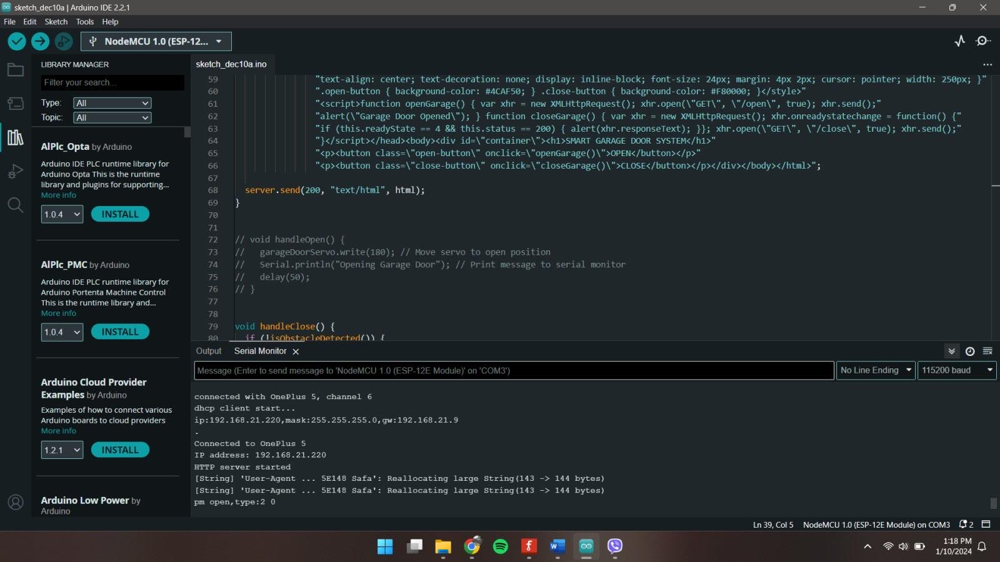 sketch_dec10a | Arduino IDE 2.2.1
File Edit Sketch Tools Help
NodeMCU 1.0 (ESP-12...
LIBRARY MANAGER
Filter your search...
Type: All
Topic: All
AlPlc_Opta by Arduino
Arduino IDE PLC runtime library for
Arduino Opta This is the runtime
library and plugins for supporting...
More info
1.0.4 INSTALL
AlPlc_PMC by Arduino
Arduino IDE PLC runtime library for
Arduino Portenta Machine Control
This is the runtime library and...
More info
1.0.4 INSTALL
Arduino Cloud Provider
Examples by Arduino
Examples of how to connect various
Arduino boards to cloud providers
More info
1.2.1 INSTALL
Arduino Low Power by
Arduino
sketch_dec10a.ino
59 "text-align: center; text-decoration: none; display: inline-block; font-size: 24px; margin: 4px 2px; cursor: pointer; width: 250px; }"
60 ".open-button { background-color: #4CAF50; } .close-button { background-color: #F80000; }</style>"
61 "<script>function openGarage() { var xhr = new XMLHttpRequest(); xhr.open(\"GET\", \"/open\", true); xhr.send();"
62 "alert(\"Garage Door Opened\"); } function closeGarage() { var xhr = new XMLHttpRequest(); xhr.onreadystatechange = function() {"
63 "if (this.readyState == 4 && this.status == 200) { alert(xhr.responseText); }}; xhr.open(\"GET\", \"/close\", true); xhr.send();"
64 "}</script></head><body><div id=\"container\"><h1>SMART GARAGE DOOR SYSTEM</h1>"
65 "<p><button class=\"open-button\" onclick=\"openGarage()\">OPEN</button></p>"
66 "<p><button class=\"close-button\" onclick=\"closeGarage()\">CLOSE</button></p></div></body></html>";
67
68 server.send(200, "text/html", html);
69 }
70
71
72 // void handleOpen() {
73 //   garageDoorServo.write(180); // Move servo to open position
74 //   Serial.println("Opening Garage Door"); // Print message to serial monitor
75 //   delay(50);
76 // }
77
78
79 void handleClose() {
80 if (!isObstacleDetected()) {
Output Serial Monitor
Message (Enter to send message to 'NodeMCU 1.0 (ESP-12E Module)' on 'COM3')
No Line Ending 115200 baud
connected with OnePlus 5, channel 6
dhcp client start...
ip:192.168.21.220,mask:255.255.255.0,gw:192.168.21.9
.
Connected to OnePlus 5
IP address: 192.168.21.220
HTTP server started
[String] 'User-Agent ... 5E148 Safa': Reallocating large String(143 -> 144 bytes)
[String] 'User-Agent ... 5E148 Safa': Reallocating large String(143 -> 144 bytes)
pm open,type:2 0
Ln 39, Col 5 NodeMCU 1.0 (ESP-12E Module) on COM3 2
1:18 PM
1/10/2024